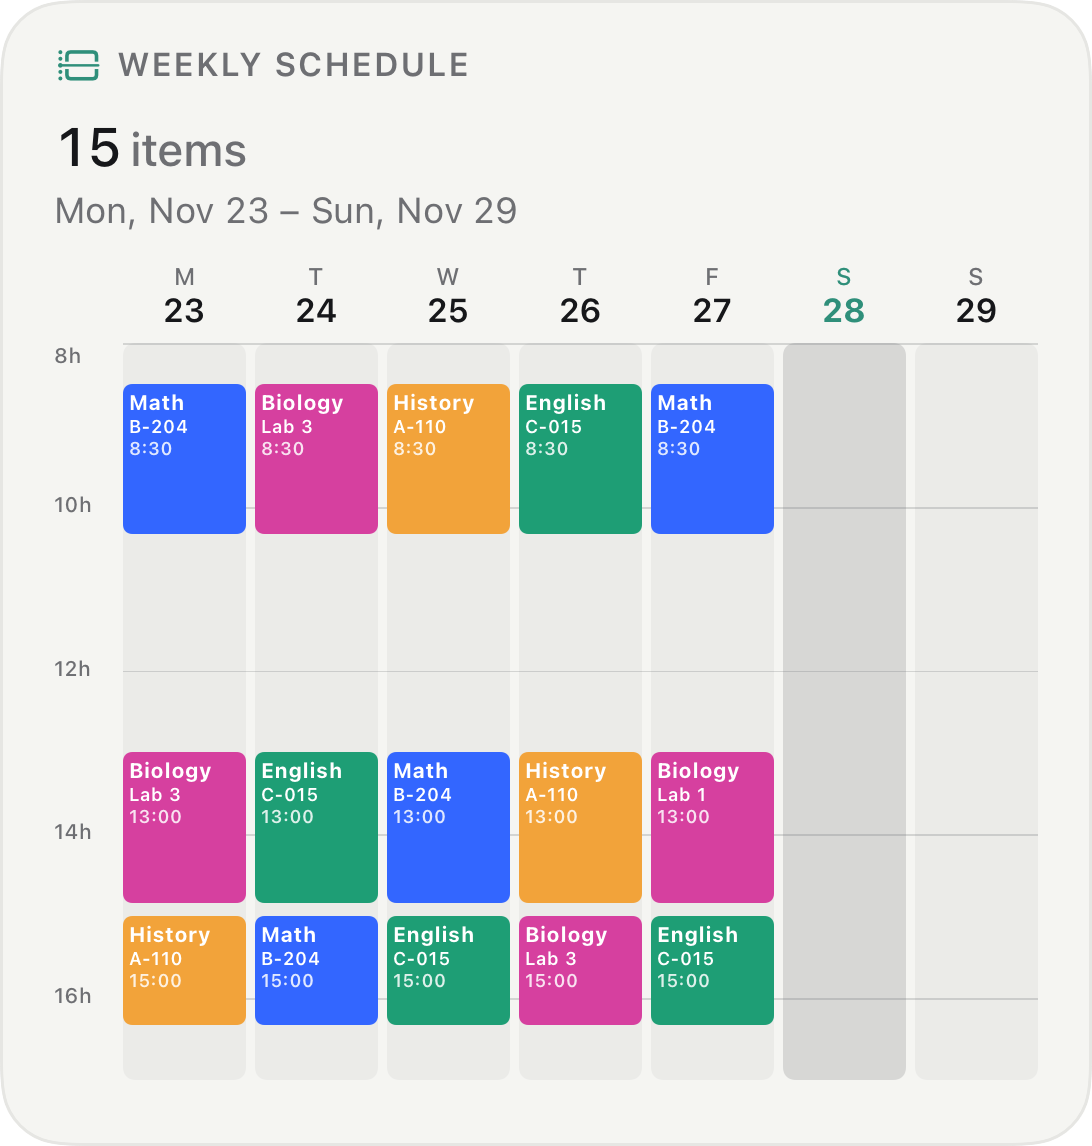 WEEKLY SCHEDULE
15 items
Mon, Nov 23 – Sun, Nov 29
M T W T F S S
23 24 25 26 27 28 29
8h
Math Biology History English Math
B-204 Lab 3 A-110 C-015 B-204
8:30 8:30 8:30 8:30 8:30
10h
12h
Biology English Math History Biology
Lab 3 C-015 B-204 A-110 Lab 1
13:00 13:00 13:00 13:00 13:00
14h
History Math English Biology English
A-110 B-204 C-015 Lab 3 C-015
15:00 15:00 15:00 15:00 15:00
16h